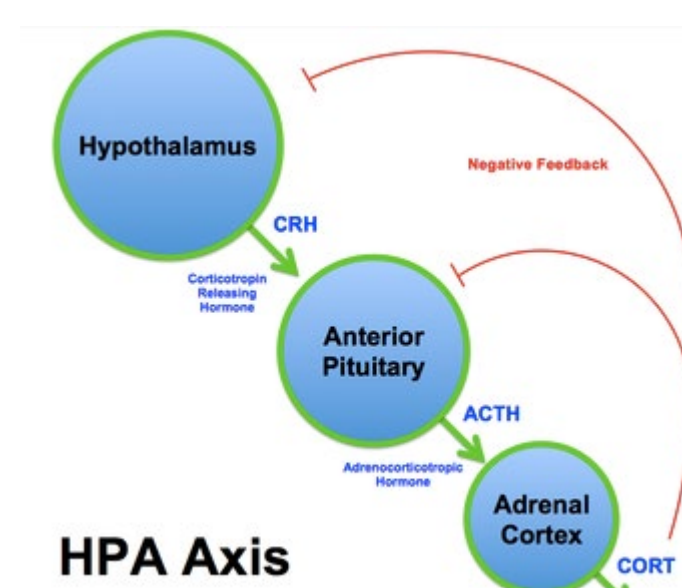 Hypothalamus
Negative Feedback
CRH
Corticotropin
Releasing
Hormone
Anterior
Pituitary
ACTH
Adrenocorticotropic
Hormone
Adrenal
Cortex
HPA Axis
CORT